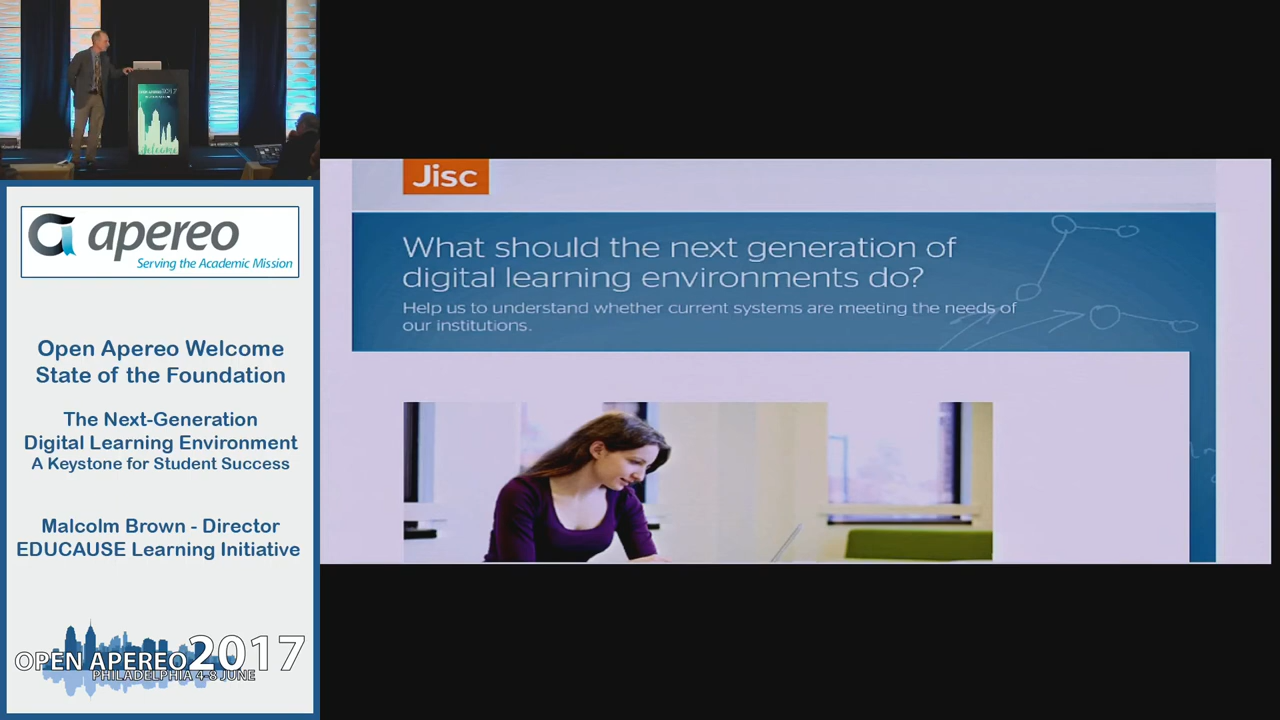 apereo
Serving the Academic Mission
Open Apereo Welcome
State of the Foundation
The Next-Generation
Digital Learning Environment
A Keystone for Student Success
Malcolm Brown - Director
EDUCAUSE Learning Initiative
OPEN APEREO 2017
PHILADELPHIA 4-8 JUNE
Jisc
What should the next generation of
digital learning environments do?
Help us to understand whether current systems are meeting the needs of
our institutions.